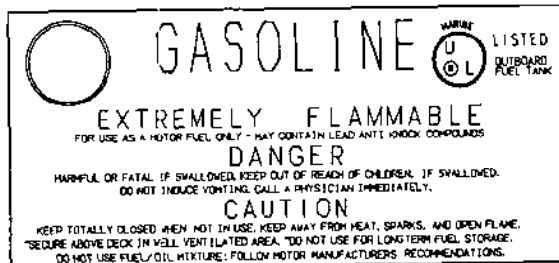 GASOLINE
MARINE
U L
LISTED
OUTBOARD
FUEL TANK
EXTREMELY FLAMMABLE
FOR USE AS A MOTOR FUEL ONLY - MAY CONTAIN LEAD ANTI KNOCK COMPOUNDS
DANGER
HARMFUL OR FATAL IF SWALLOWED. KEEP OUT OF REACH OF CHILDREN. IF SWALLOWED.
DO NOT INDUCE VOMITING. CALL A PHYSICIAN IMMEDIATELY.
CAUTION
KEEP TOTALLY CLOSED WHEN NOT IN USE. KEEP AWAY FROM HEAT, SPARKS, AND OPEN FLAME.
"SECURE ABOVE DECK IN WELL VENTILATED AREA. "DO NOT USE FOR LONGTERM FUEL STORAGE.
DO NOT USE FUEL/OIL MIXTURE; FOLLOW MOTOR MANUFACTURERS RECOMMENDATIONS.